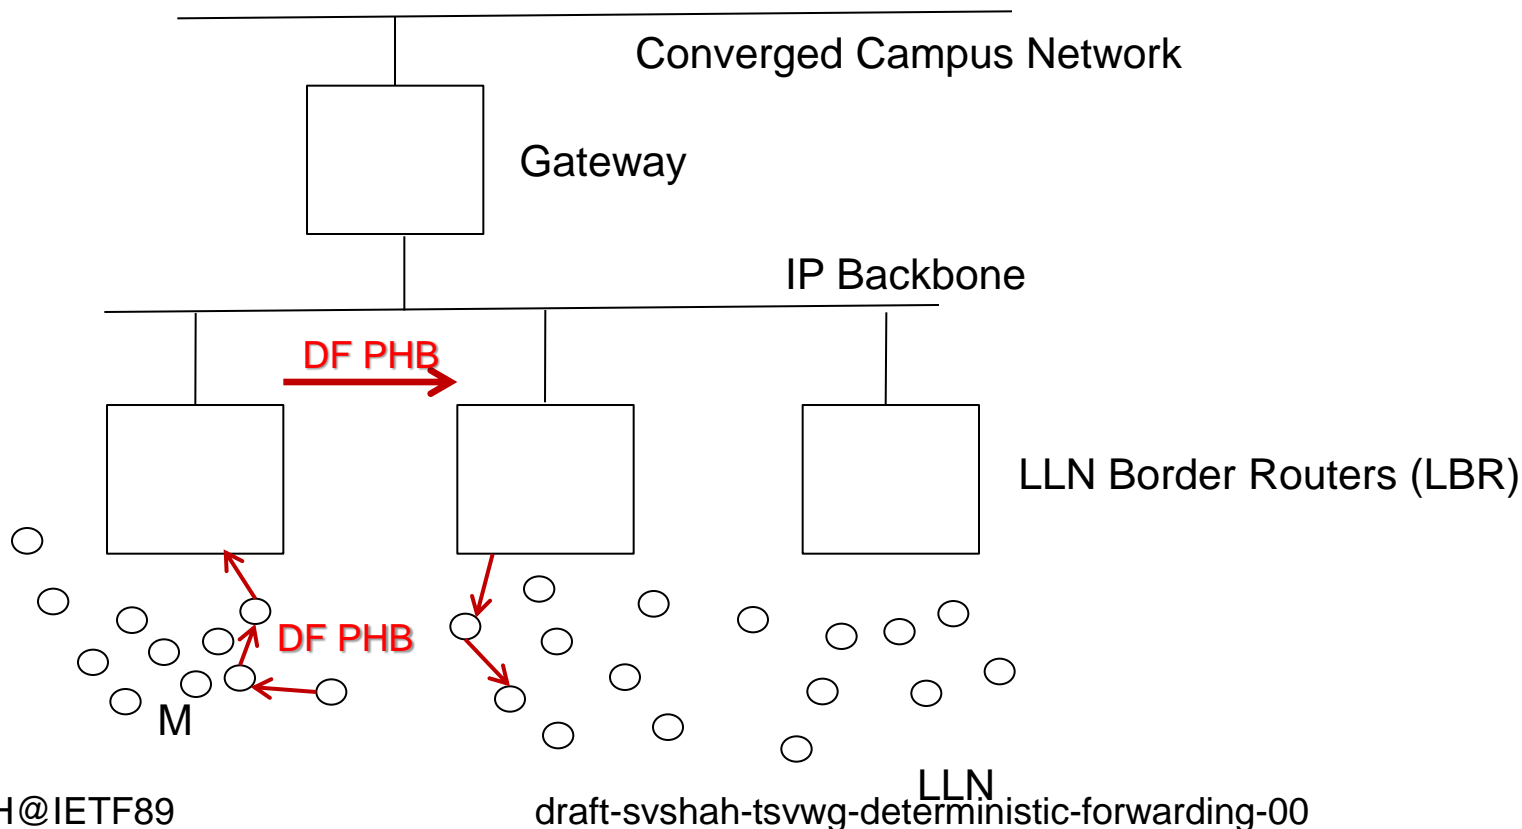 Converged Campus Network
Gateway
IP Backbone
DF PHB
LLN Border Routers (LBR)
DF PHB
M
LLN
H@IETF89
draft-svshah-tsvwg-deterministic-forwarding-00